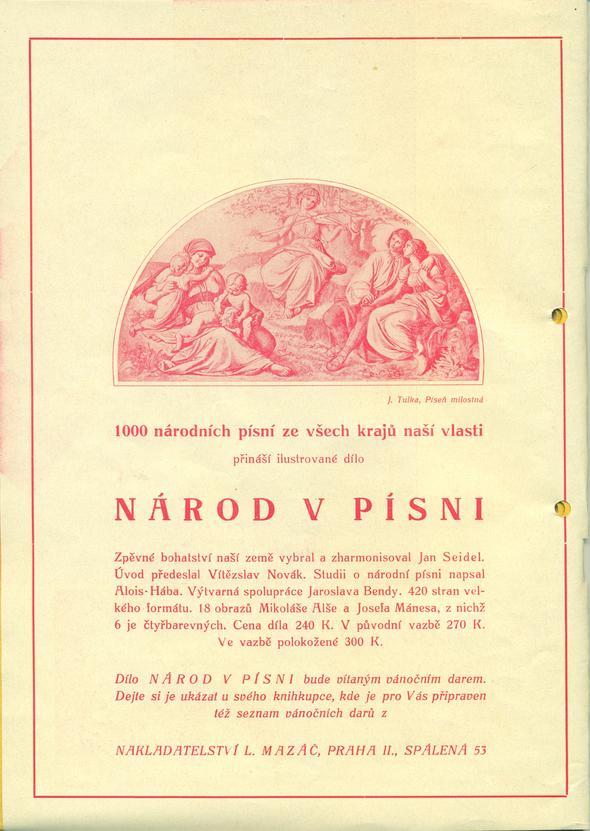 J. Tulka, Píseň milostná
1000 národních písní ze všech krajů naší vlasti
přináší ilustrované dílo
NÁROD V PÍSNI
Zpěvné bohatství naší země vybral a zharmonisoval Jan Seidel.
Úvod předeslal Vítězslav Novák. Studii o národní písni napsal
Alois Hába. Výtvarná spolupráce Jaroslava Bendy. 420 stran vel-
kého formátu. 18 obrazů Mikoláše Alše a Josefa Mánesa, z nichž
6 je čtyřbarevných. Cena díla 240 K. V původní vazbě 270 K.
Ve vazbě polokožené 300 K.
Dílo NÁROD V PÍSNI bude vítaným vánočním darem.
Dejte si je ukázat u svého knihkupce, kde je pro Vás připraven
též seznam vánočních darů z
NAKLADATELSTVÍ L. MAZÁČ, PRAHA II., SPÁLENÁ 53